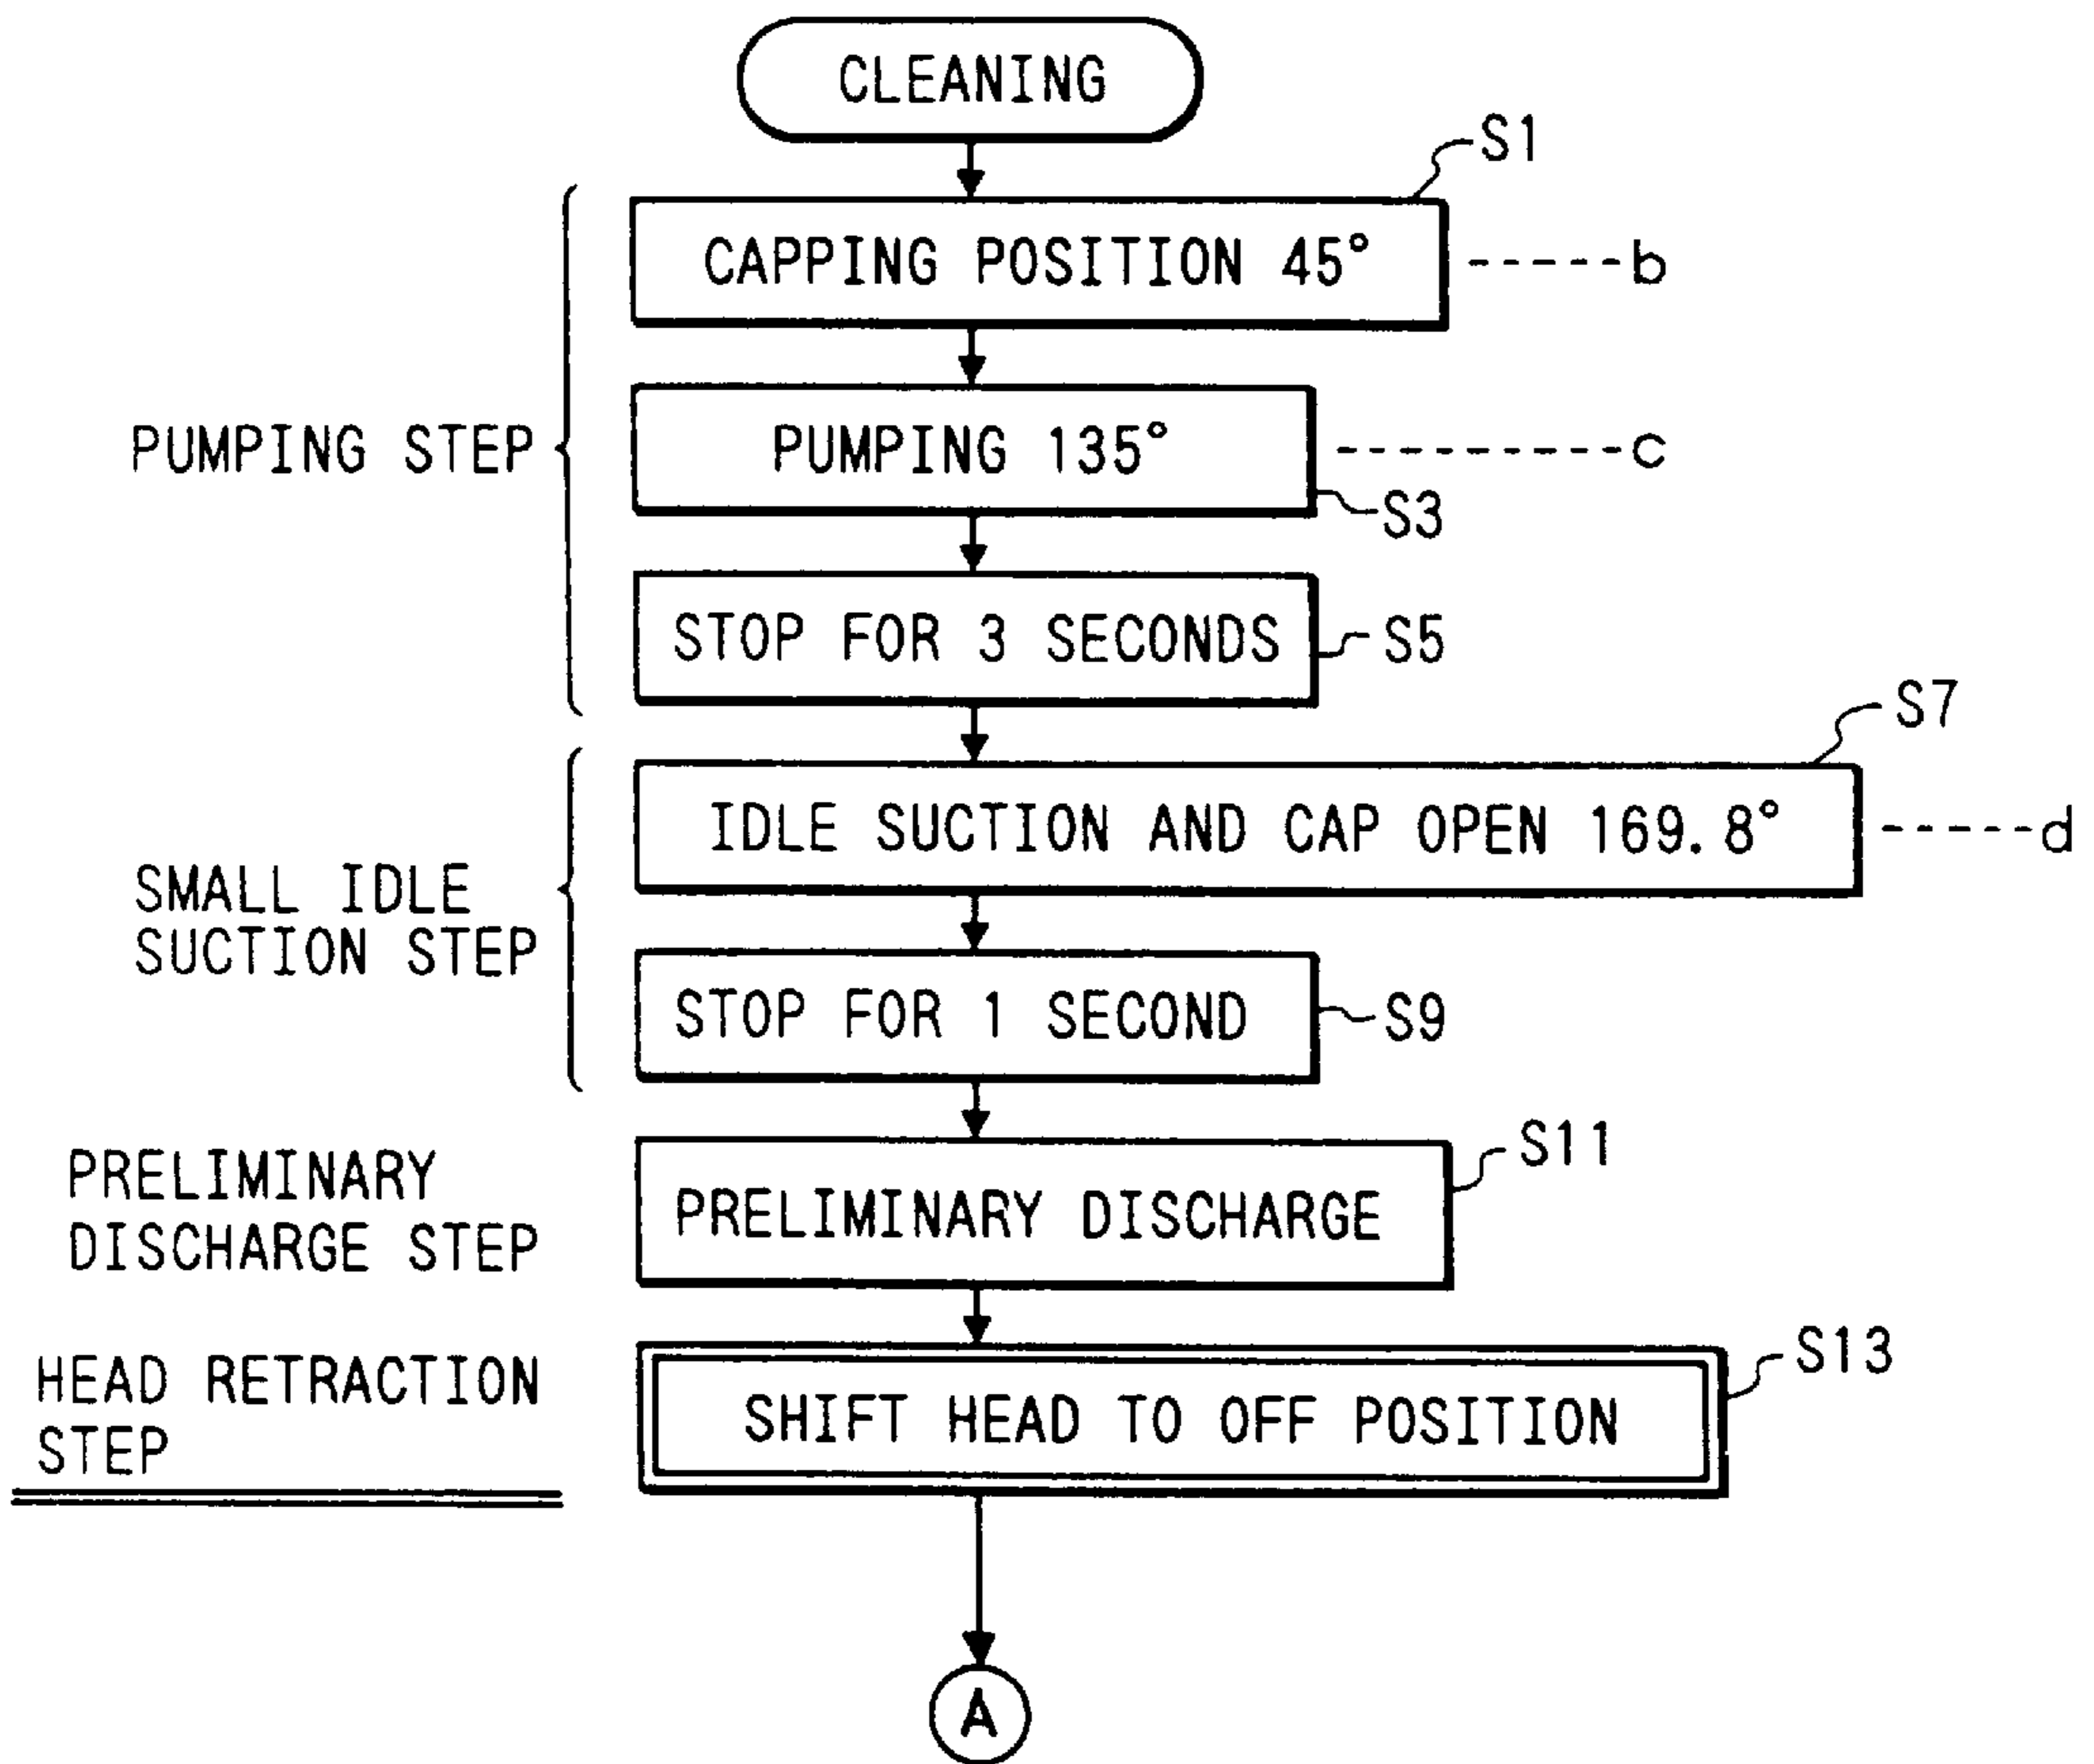 CLEANING
S1
CAPPING POSITION 45°
b
PUMPING STEP
PUMPING 135°
c
S3
STOP FOR 3 SECONDS
S5
S7
IDLE SUCTION AND CAP OPEN 169.8°
d
SMALL IDLE
SUCTION STEP
STOP FOR 1 SECOND
S9
PRELIMINARY
DISCHARGE STEP
S11
PRELIMINARY DISCHARGE
HEAD RETRACTION
STEP
S13
SHIFT HEAD TO OFF POSITION
A